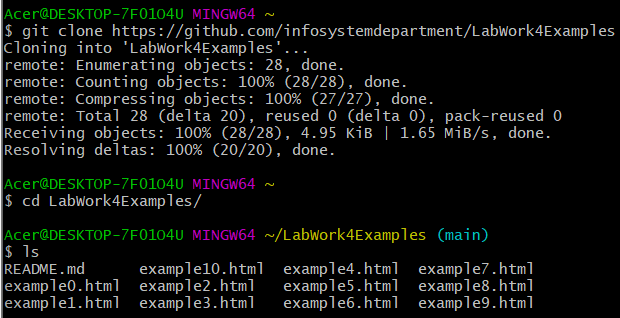 Acer@DESKTOP-7F01O4U MINGW64 ~
$ git clone https://github.com/infosystemdepartment/LabWork4Examples
Cloning into 'LabWork4Examples'...
remote: Enumerating objects: 28, done.
remote: Counting objects: 100% (28/28), done.
remote: Compressing objects: 100% (27/27), done.
remote: Total 28 (delta 20), reused 0 (delta 0), pack-reused 0
Receiving objects: 100% (28/28), 4.95 KiB | 1.65 MiB/s, done.
Resolving deltas: 100% (20/20), done.
Acer@DESKTOP-7F01O4U MINGW64 ~
$ cd LabWork4Examples/
Acer@DESKTOP-7F01O4U MINGW64 ~/LabWork4Examples (main)
$ ls
README.md      example10.html  example4.html  example7.html
example0.html  example2.html   example5.html  example8.html
example1.html  example3.html   example6.html  example9.html